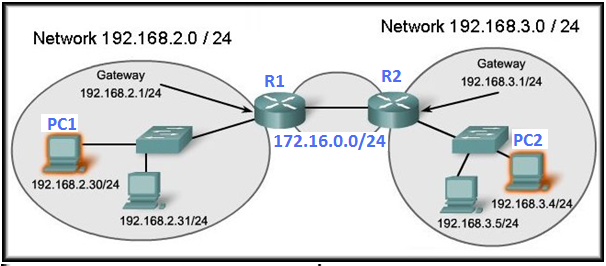 Network 192.168.2.0 / 24
Network 192.168.3.0 / 24
Gateway
192.168.2.1/24
R1
R2
Gateway
192.168.3.1/24
PC1
172.16.0.0/24
PC2
192.168.2.30/24
192.168.2.31/24
192.168.3.4/24
192.168.3.5/24